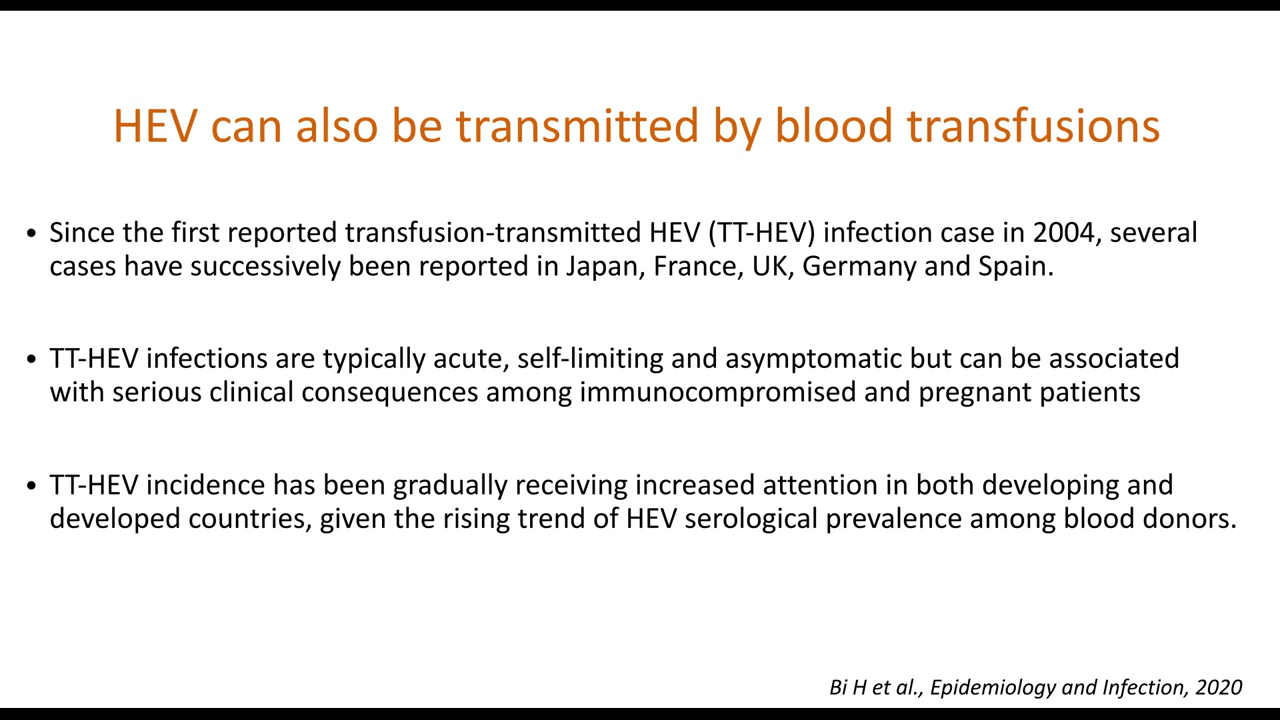 HEV can also be transmitted by blood transfusions
• Since the first reported transfusion-transmitted HEV (TT-HEV) infection case in 2004, several
cases have successively been reported in Japan, France, UK, Germany and Spain.
• TT-HEV infections are typically acute, self-limiting and asymptomatic but can be associated
with serious clinical consequences among immunocompromised and pregnant patients
• TT-HEV incidence has been gradually receiving increased attention in both developing and
developed countries, given the rising trend of HEV serological prevalence among blood donors.
Bi H et al., Epidemiology and Infection, 2020